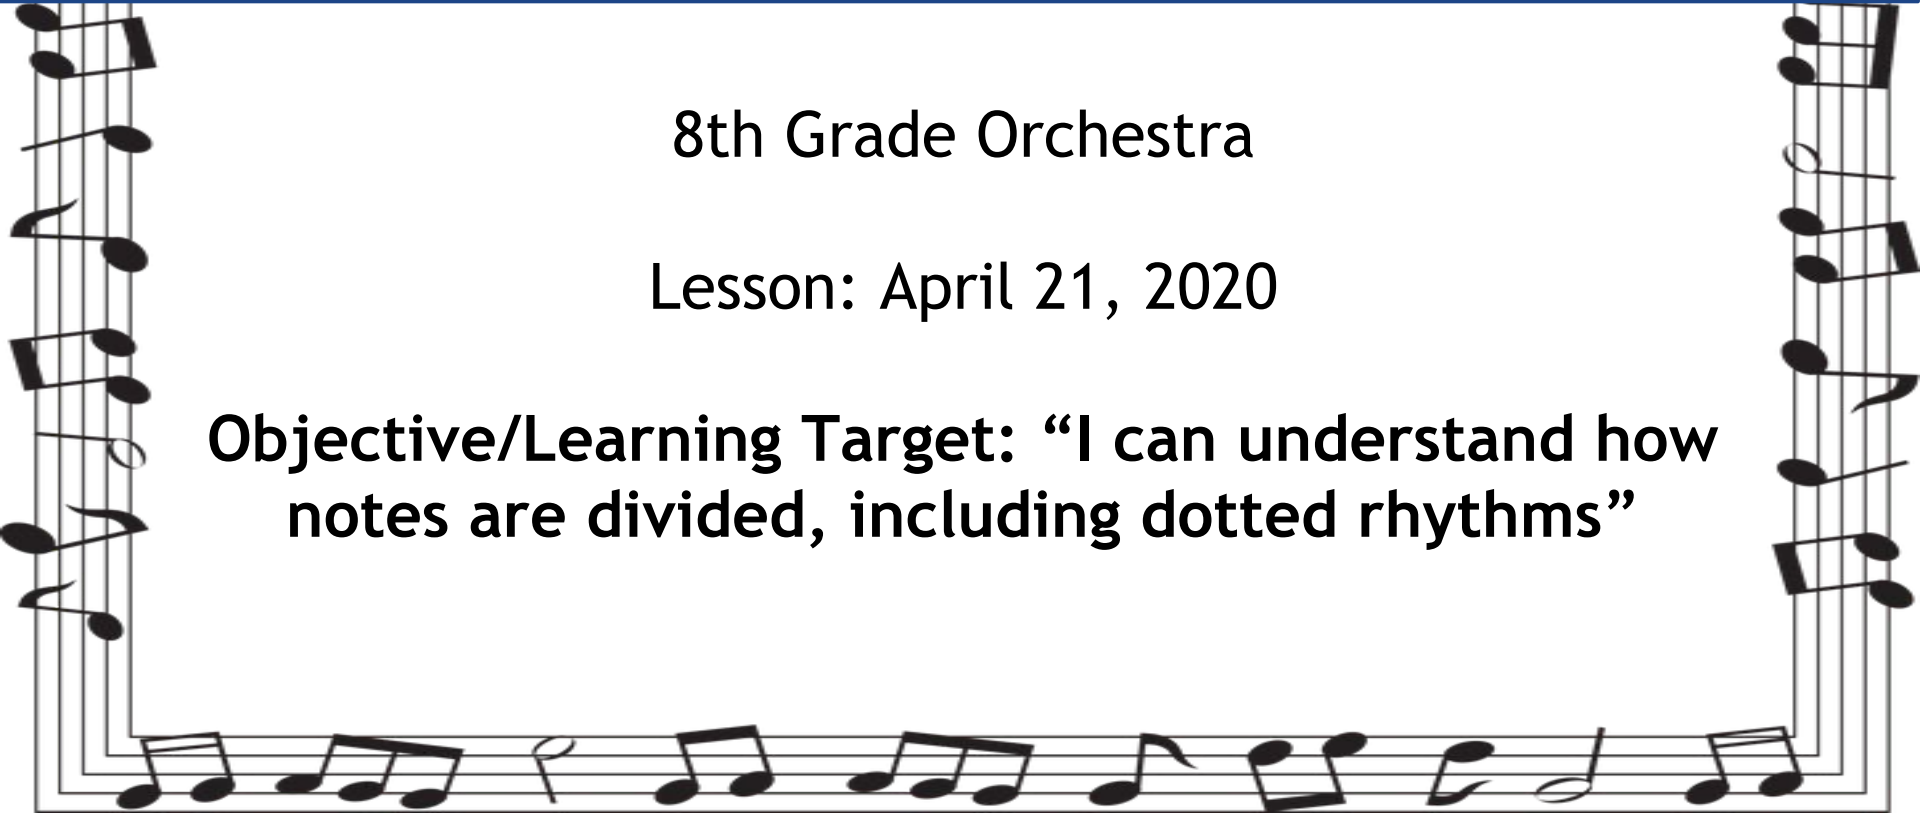 8th Grade Orchestra
Lesson: April 21, 2020
Objective/Learning Target: “I can understand how
notes are divided, including dotted rhythms”